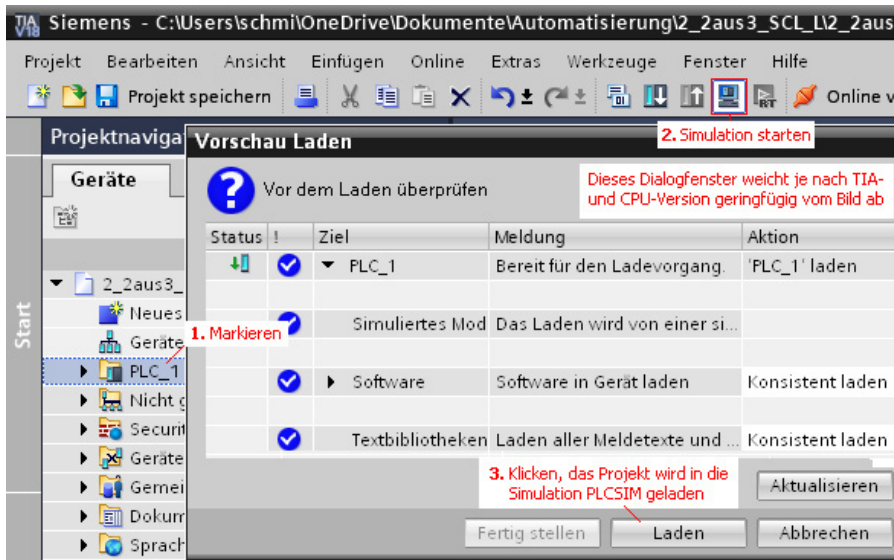 TIA V18 Siemens - C:\Users\schmi\OneDrive\Dokumente\Automatisierung\2_2aus3_SCL_L\2_2aus
Projekt Bearbeiten Ansicht Einfügen Online Extras Werkzeuge Fenster Hilfe
Projekt speichern RT Online v
Projektnaviga
Vorschau Laden
2. Simulation starten
Geräte
Vor dem Laden überprüfen
Dieses Dialogfenster weicht je nach TIA-
und CPU-Version geringfügig vom Bild ab
Status ! Ziel Meldung Aktion
PLC_1 Bereit für den Ladevorgang. 'PLC_1' laden
2_2aus3_
Neues
Simuliertes Mod Das Laden wird von einer si...
Start
1. Markieren
Geräte
PLC_1
Software Software in Gerät laden Konsistent laden
Nicht g
Securit
Textbibliotheken Laden aller Meldetexte und ... Konsistent laden
Geräte
3. Klicken, das Projekt wird in die
Simulation PLCSIM geladen
Gemei
Aktualisieren
Dokum
Fertig stellen Laden Abbrechen
Sprach